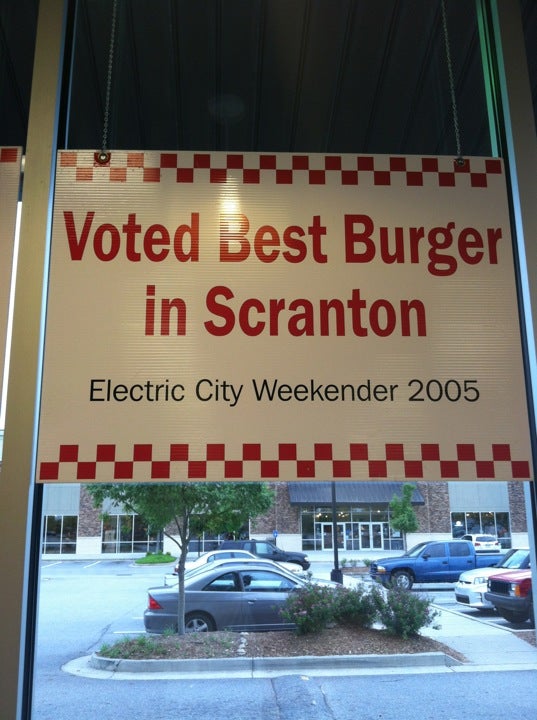 Voted Best Burger
in Scranton
Electric City Weekender 2005